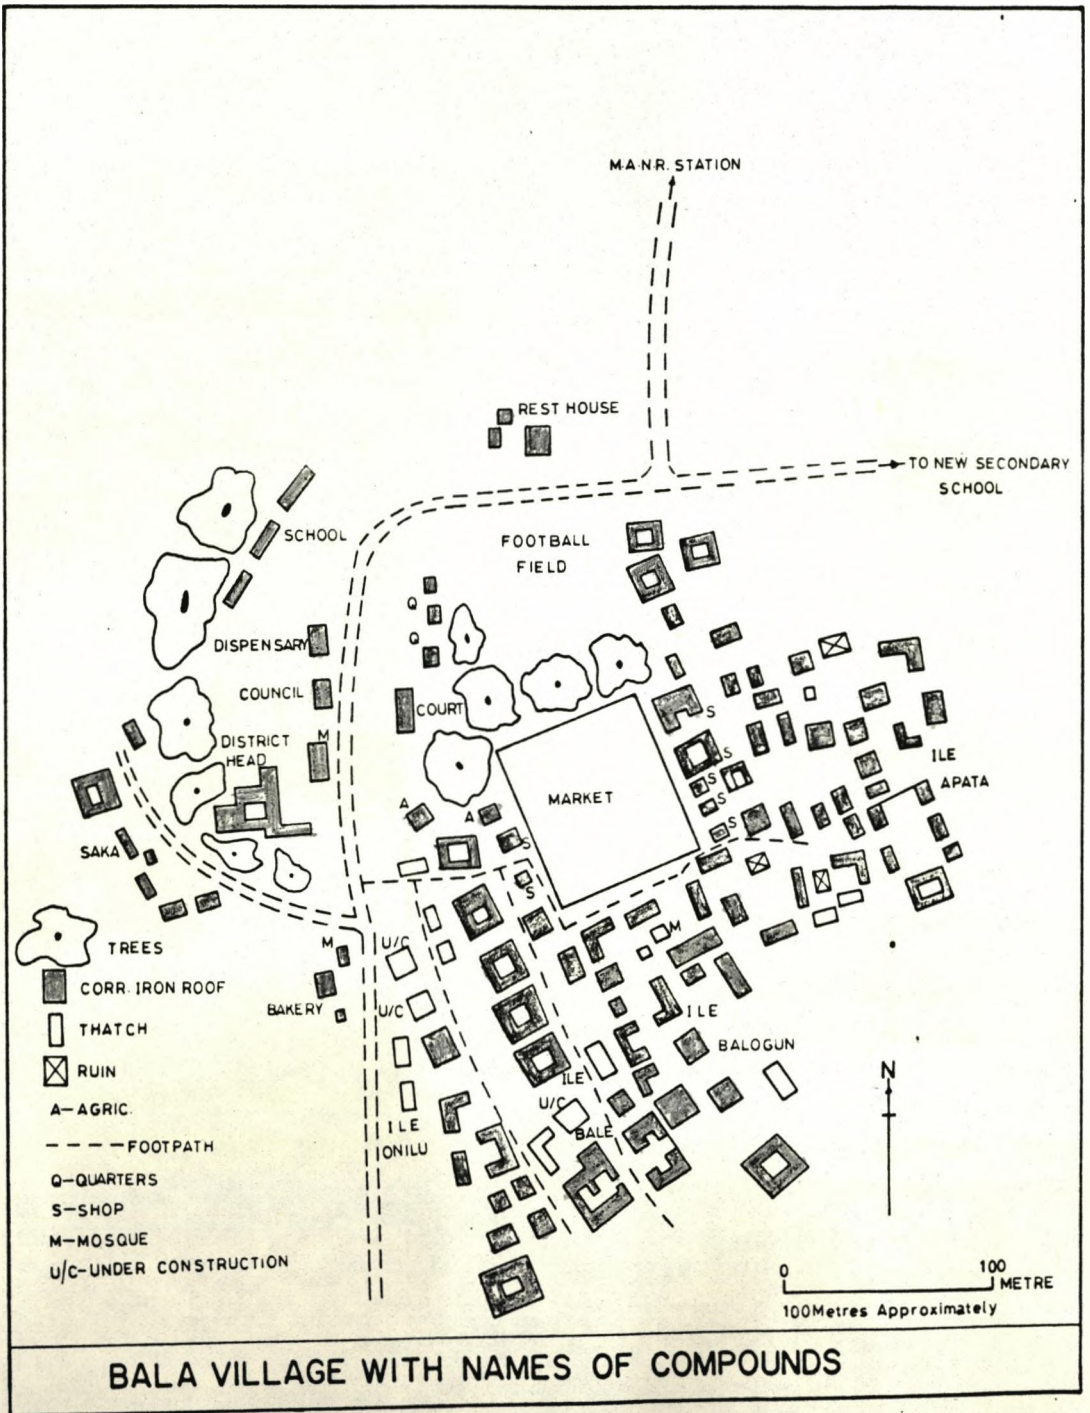 M.A.N.R. STATION
REST HOUSE
TO NEW SECONDARY
SCHOOL
SCHOOL
FOOTBALL
FIELD
Q
Q
DISPENSARY
COUNCIL
COURT
S
DISTRICT
HEAD
M
S
ILE
APATA
MARKET
S
S
A
A
S
S
SAKA
S
M
TREES
U/C
M
CORR. IRON ROOF
BAKERY
U/C
ILE
THATCH
BALOGUN
RUIN
ILE
N
A–AGRIC.
U/C
ILE
ONILU
BALE
----FOOTPATH
Q–QUARTERS
S–SHOP
M–MOSQUE
U/C–UNDER CONSTRUCTION
0 100
METRE
100 Metres Approximately
BALA VILLAGE WITH NAMES OF COMPOUNDS